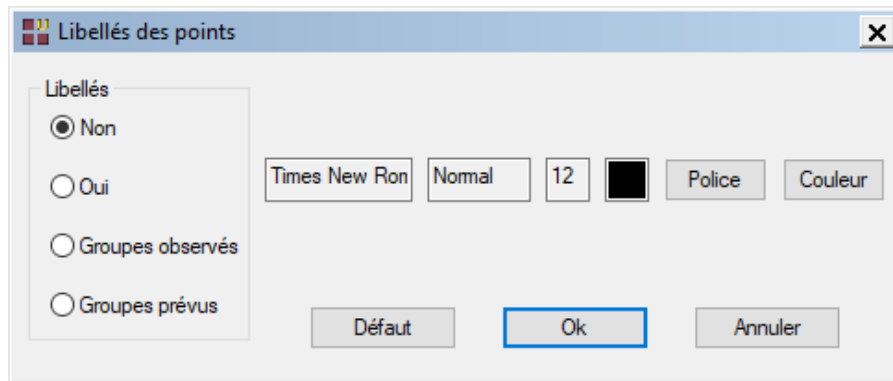 Libellés des points
Libellés
Non
Oui
Groupes observés
Groupes prévus
Times New Ron Normal 12 Police Couleur
Défaut Ok Annuler